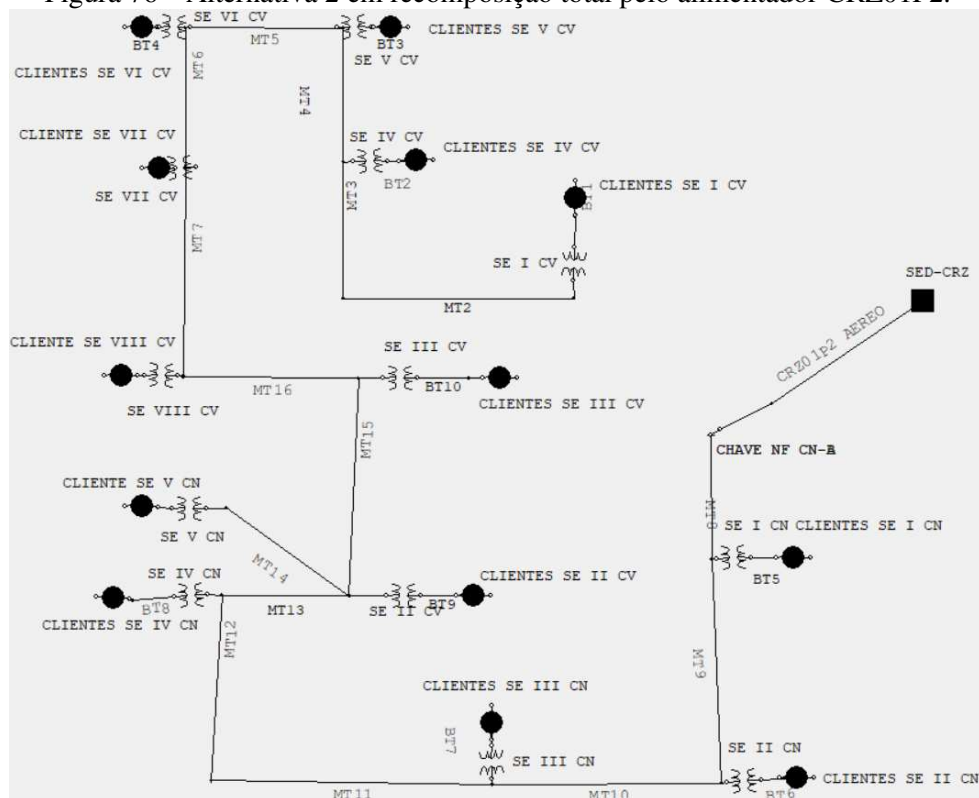 Figura 76 – Alternativa 2 em recomposição total pelo alimentador CRZ01P2.
SE VI CV
BT4
MT5
BT3
CLIENTES SE V CV
SE V CV
MT6
CLIENTES SE VI CV
MT4
CLIENTE SE VII CV
SE IV CV
CLIENTES SE IV CV
BT2
SE VII CV
MT3
BT1
CLIENTES SE I CV
MT7
SE I CV
SED-CRZ
MT2
CRZ01p2 AEREO
CLIENTE SE VIII CV
SE III CV
MT16
BT10
CLIENTES SE III CV
SE VIII CV
MT15
CHAVE NF CN-A
CLIENTE SE V CN
SE V CN
MT8
SE I CN
CLIENTES SE I CN
BT5
MT14
SE IV CN
CLIENTES SE II CV
BT8
MT13
SE II CV
BT9
CLIENTES SE IV CN
MT12
MT9
CLIENTES SE III CN
BT7
SE III CN
SE II CN
CLIENTES SE II CN
BT6
MT11
MT10